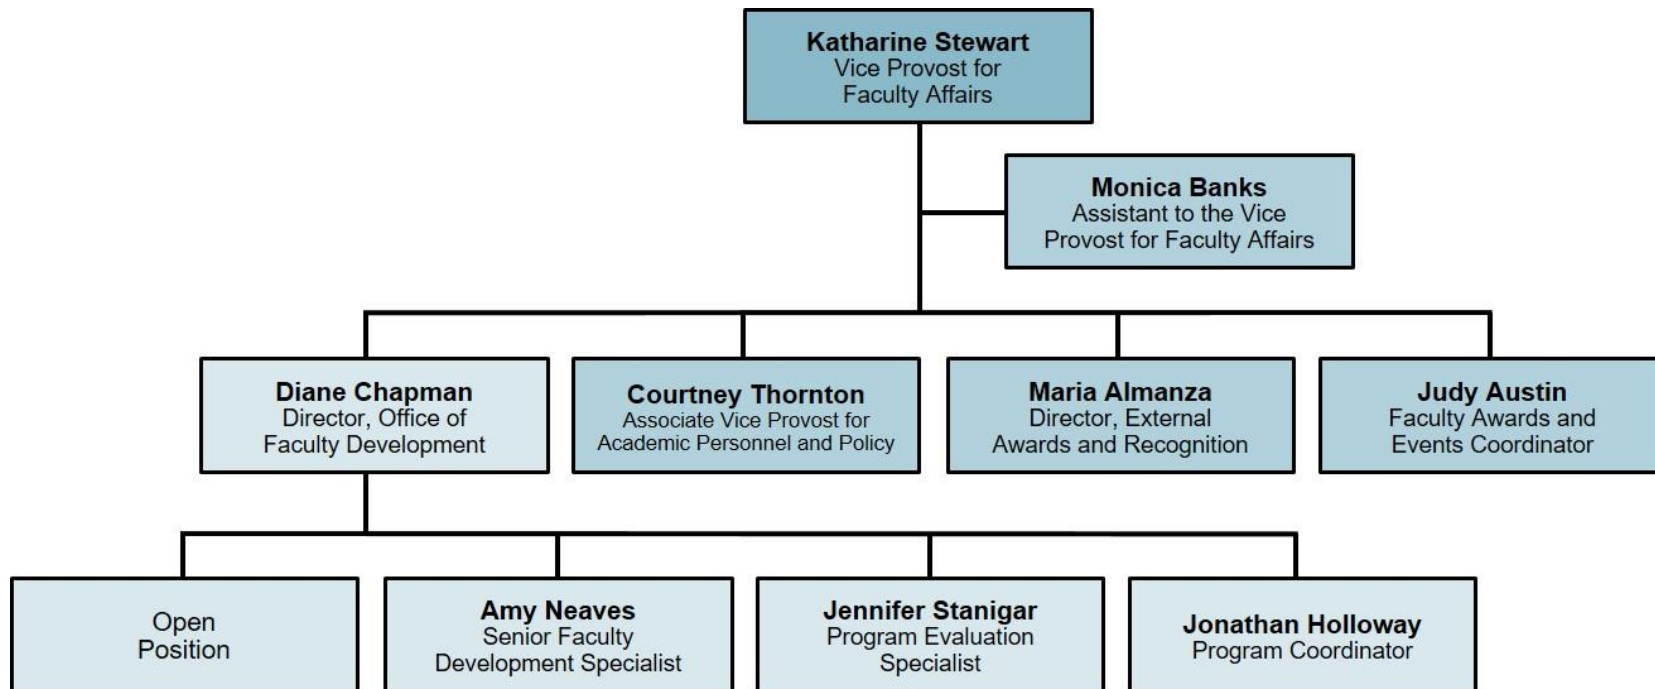 Katharine Stewart
Vice Provost for
Faculty Affairs
Monica Banks
Assistant to the Vice
Provost for Faculty Affairs
Diane Chapman
Director, Office of
Faculty Development
Courtney Thornton
Associate Vice Provost for
Academic Personnel and Policy
Maria Almanza
Director, External
Awards and Recognition
Judy Austin
Faculty Awards and
Events Coordinator
Open
Position
Amy Neaves
Senior Faculty
Development Specialist
Jennifer Stanigar
Program Evaluation
Specialist
Jonathan Holloway
Program Coordinator